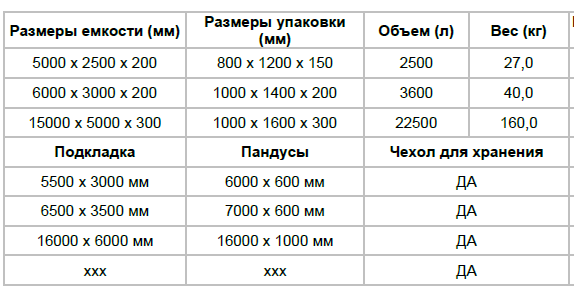 Размеры емкости (мм) Размеры упаковки (мм) Объем (л) Вес (кг)
5000 x 2500 x 200 800 x 1200 x 150 2500 27,0
6000 x 3000 x 200 1000 x 1400 x 200 3600 40,0
15000 x 5000 x 300 1000 x 1600 x 300 22500 160,0
Подкладка Пандусы Чехол для хранения
5500 x 3000 мм 6000 x 600 мм ДА
6500 x 3500 мм 7000 x 600 мм ДА
16000 x 6000 мм 16000 x 1000 мм ДА
xxx xxx ДА